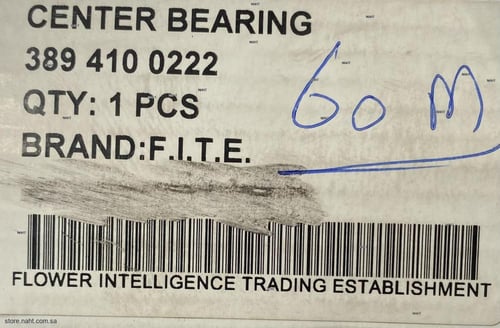 CENTER BEARING
389 410 0222
QTY: 1 PCS
BRAND:F.I.T.E.
60 M
FLOWER INTELLIGENCE TRADING ESTABLISHMENT
store.naht.com.sa